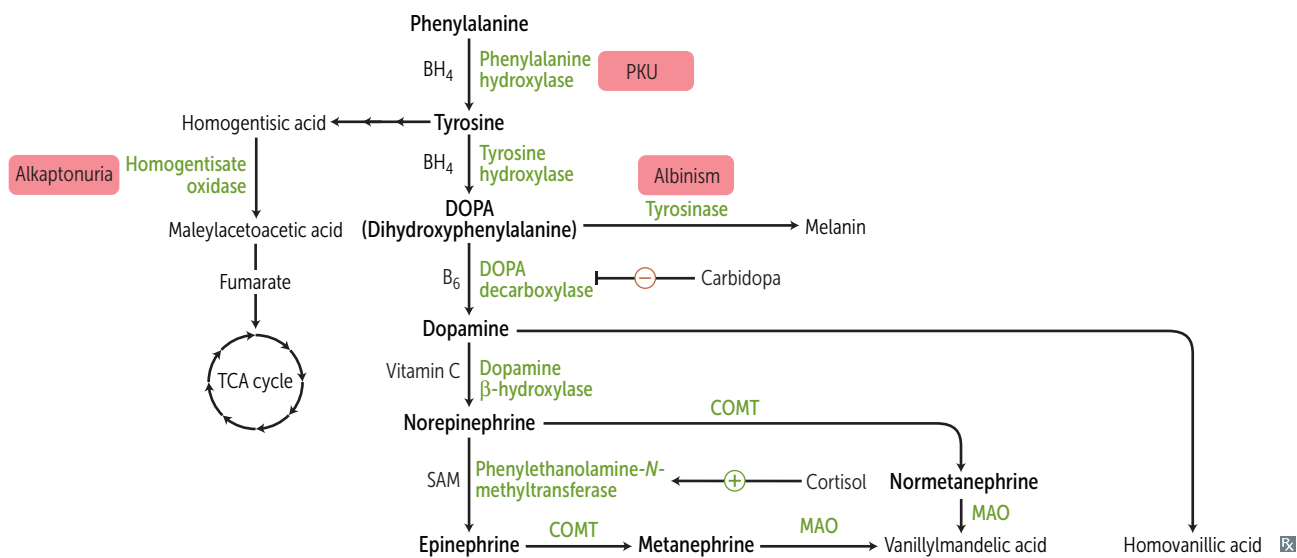 Phenylalanine
BH4
Phenylalanine
hydroxylase
PKU
Homogentisic acid
Tyrosine
Alkaptonuria
Homogentisate
oxidase
BH4
Tyrosine
hydroxylase
Albinism
Tyrosinase
DOPA
(Dihydroxyphenylalanine)
Melanin
Maleylacetoacetic acid
Fumarate
B6
DOPA
decarboxylase
−
Carbidopa
Dopamine
TCA cycle
Vitamin C
Dopamine
β-hydroxylase
Norepinephrine
COMT
SAM
Phenylethanolamine-N-
methyltransferase
+
Cortisol
Normetanephrine
MAO
Epinephrine
COMT
Metanephrine
MAO
Vanillylmandelic acid
Homovanillic acid
Rx